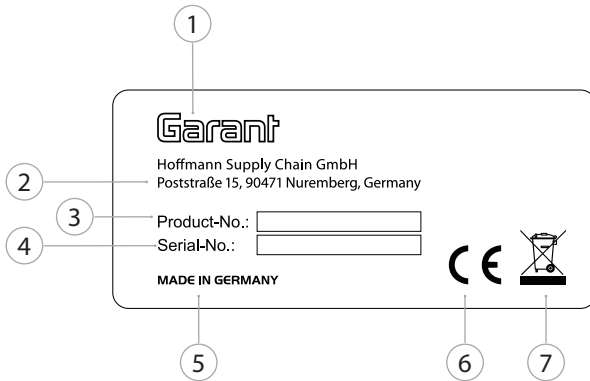 1
Garant
Hoffmann Supply Chain GmbH
2
Poststraße 15, 90471 Nuremberg, Germany
3
Product-No.:
4
Serial-No.:
MADE IN GERMANY
CE
5
6
7